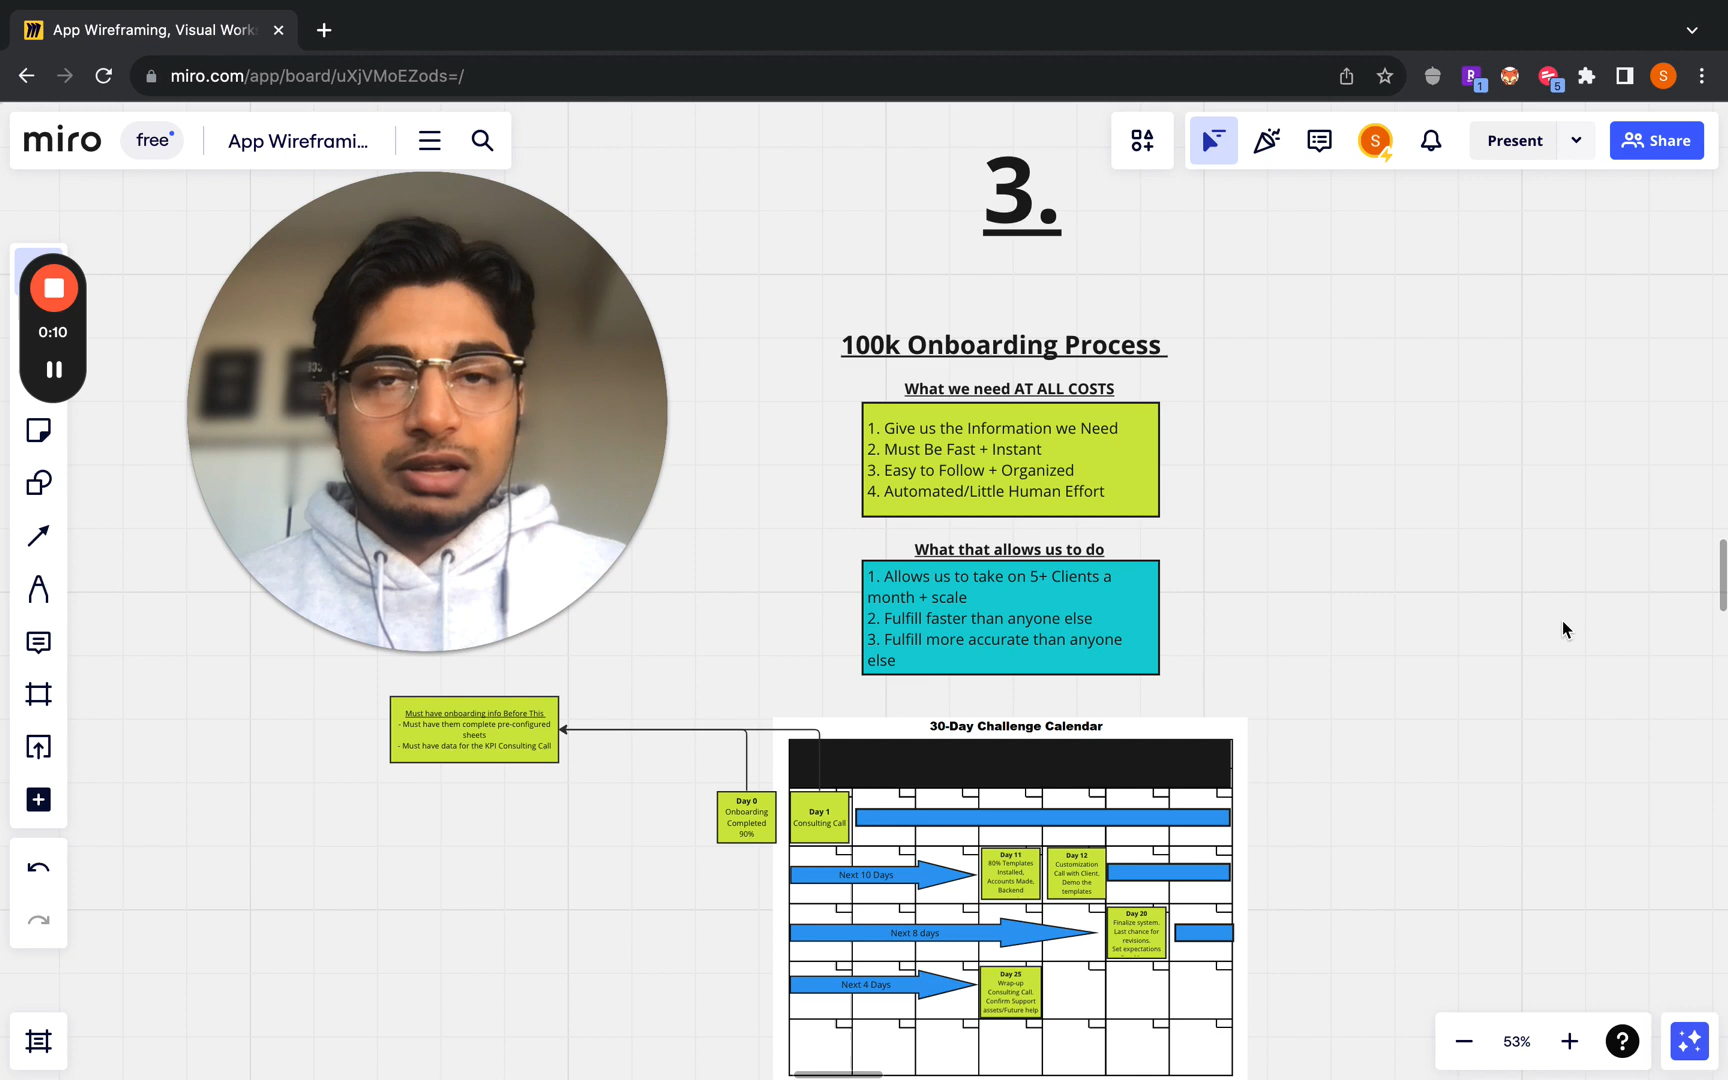 App Wireframing, Visual Work
miro.com/app/board/uXjVMoEZods=/
1
5
S
miro
free
App Wireframi...
S
Present
Share
3.
0:10
100k Onboarding Process
What we need AT ALL COSTS
1. Give us the Information we Need
2. Must Be Fast + Instant
3. Easy to Follow + Organized
4. Automated/Little Human Effort
What that allows us to do
1. Allows us to take on 5+ Clients a
month + scale
2. Fulfill faster than anyone else
3. Fulfill more accurate than anyone
else
Must have onboarding info Before This
- Must have them complete pre-configured
sheets
- Must have data for the KPI Consulting Call
30-Day Challenge Calendar
Day 0
Onboarding
Completed
90%
Day 1
Consulting Call
Next 10 Days
Day 11
80% Templates
Installed,
Accounts Made,
Backend
Day 12
Customization
Call with Client.
Demo the
templates
Next 8 days
Day 20
Finalize system.
Last chance for
revisions.
Set expectations
Next 4 Days
Day 25
Wrap-up
Consulting Call.
Confirm Support
assets/Future help
53%
?